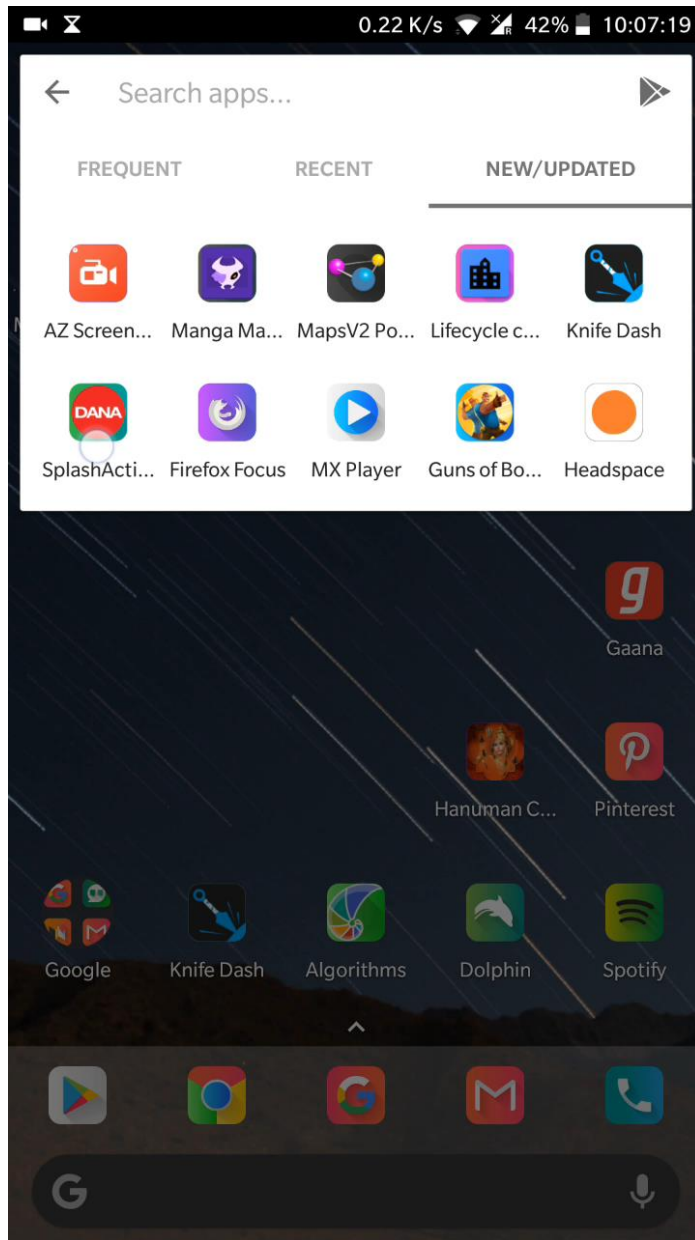 0.22 K/s R 42% 10:07:19
Search apps...
FREQUENT RECENT NEW/UPDATED
AZ Screen... Manga Ma... MapsV2 Po... Lifecycle c... Knife Dash
DANA
SplashActi... Firefox Focus MX Player Guns of Bo... Headspace
g
Gaana
Hanuman C... Pinterest
Google Knife Dash Algorithms Dolphin Spotify
G